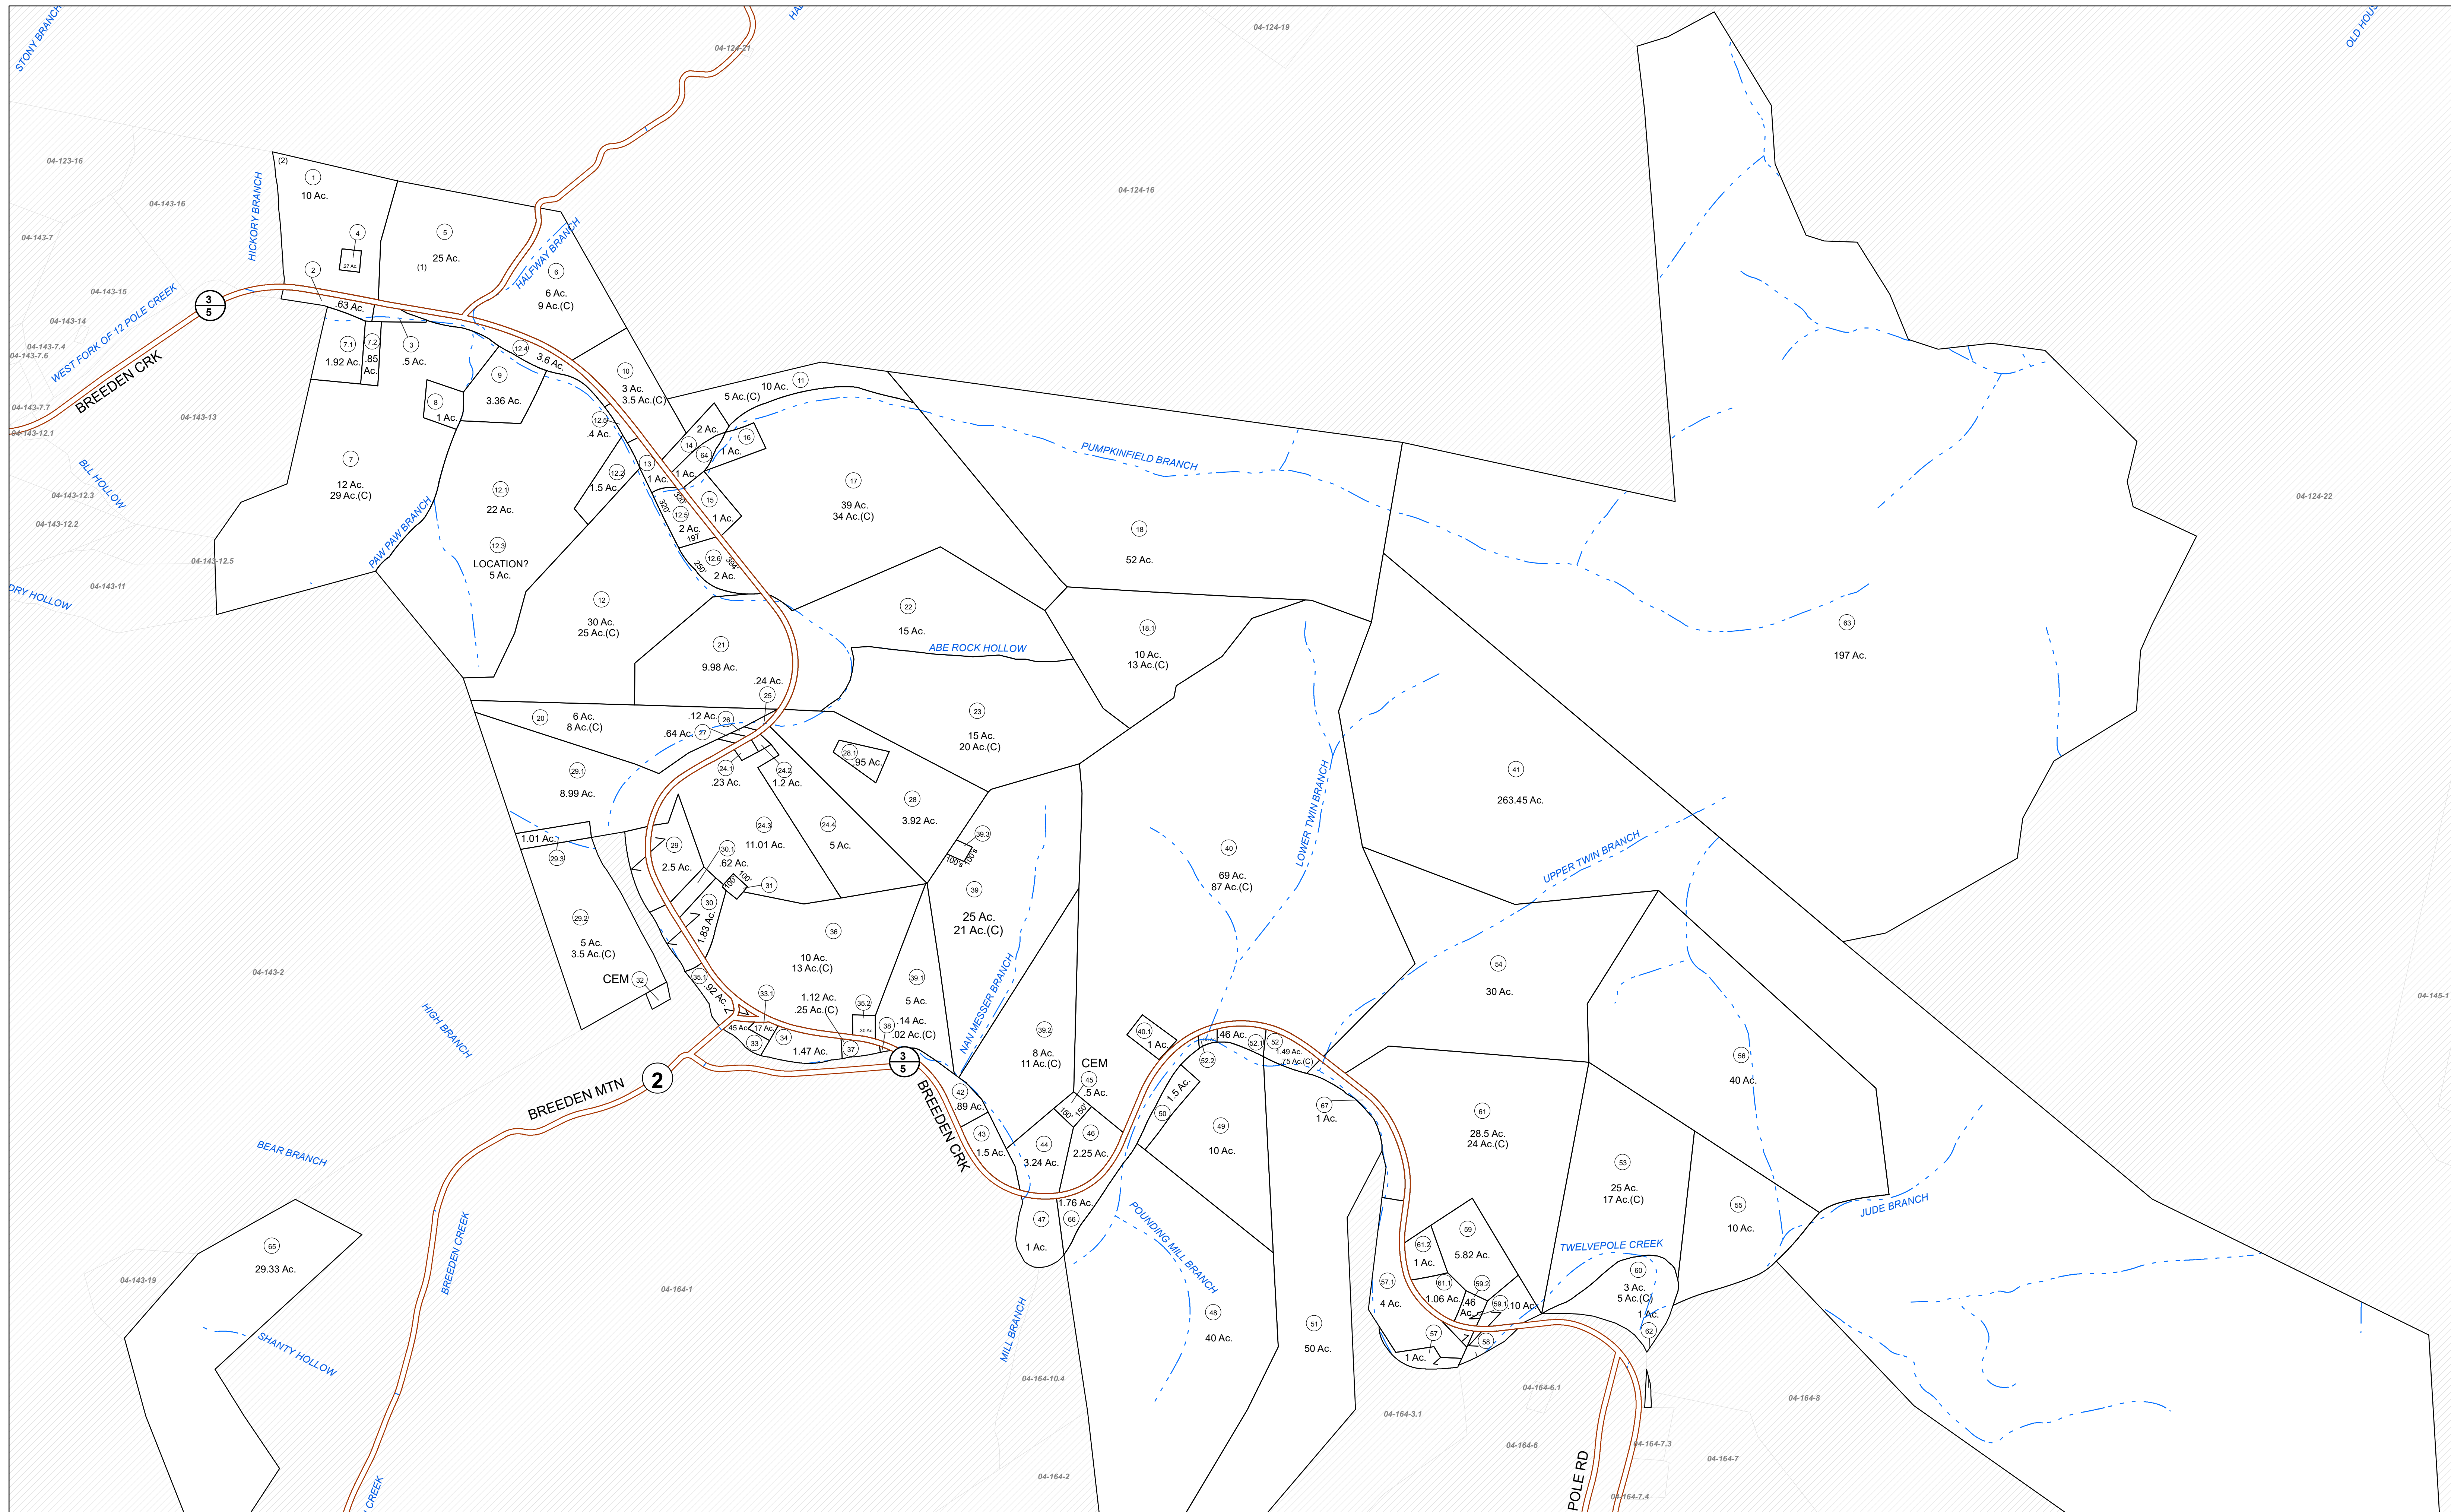 STONY BRANCH
04-124-21
04-124-19
04-123-16
(2)
1
10 Ac.
HICKORY BRANCH
04-143-16
04-124-16
04-143-7
4
.27 Ac.
5
25 Ac.
(1)
HALFWAY BRANCH
2
6
6 Ac.
9 Ac.(C)
04-143-15
3
5
.63 Ac.
04-143-14
WEST FORK OF 12 POLE CREEK
BREEDEN CRK
04-143-7.4
04-143-7.6
04-143-7.7
04-143-13
04-143-12.1
7.1
1.92 Ac.
7.2
.85
Ac.
3
.5 Ac.
12.4
3.6 Ac.
9
3.36 Ac.
8
1 Ac.
10
3 Ac.
3.5 Ac.(C)
10 Ac.
11
5 Ac.(C)
12.5
.4 Ac.
2 Ac.
14
64
16
1 Ac.
PUMPKINFIELD BRANCH
BLL HOLLOW
7
12 Ac.
29 Ac.(C)
13
1 Ac.
1 Ac.
12.2
1.5 Ac.
17
39 Ac.
34 Ac.(C)
04-143-12.3
12.1
22 Ac.
320'
320'
15
1 Ac.
12.5
2 Ac.
197
04-124-22
04-143-12.2
PAW PAW BRANCH
18
52 Ac.
12.3
LOCATION?
5 Ac.
04-143-12.5
12.6
2 Ac.
250'
394'
04-143-11
ORY HOLLOW
12
30 Ac.
25 Ac.(C)
22
15 Ac.
18.1
10 Ac.
13 Ac.(C)
63
197 Ac.
21
9.98 Ac.
ABE ROCK HOLLOW
.24 Ac.
25
20
6 Ac.
8 Ac.(C)
.12 Ac.
26
.64 Ac.
27
23
15 Ac.
20 Ac.(C)
29.1
8.99 Ac.
24.1
.23 Ac.
24.2
1.2 Ac.
28.1
.95 Ac.
41
263.45 Ac.
28
3.92 Ac.
LOWER TWIN BRANCH
1.01 Ac.
29.3
29
2.5 Ac.
24.3
11.01 Ac.
24.4
5 Ac.
39.3
100's
100's
40
69 Ac.
87 Ac.(C)
UPPER TWIN BRANCH
30.1
.62 Ac.
100'
100'
31
39
25 Ac.
21 Ac.(C)
30
1.83 Ac.
29.2
5 Ac.
3.5 Ac.(C)
36
10 Ac.
13 Ac.(C)
CEM
32
04-143-2
35.1
.92 Ac.
39.1
5 Ac.
NAN MESSER BRANCH
54
30 Ac.
04-145-1
33.1
1.12 Ac.
.25 Ac.(C)
35.2
.30 Ac.
.14 Ac.
.02 Ac.(C)
38
HIGH BRANCH
.45 Ac.
.17 Ac.
33
34
1.47 Ac.
37
3
5
39.2
8 Ac.
11 Ac.(C)
CEM
40.1
1 Ac.
.46 Ac.
52.1
52
1.49 Ac.
.75 Ac.(C)
52.2
56
40 Ac.
BREEDEN MTN
2
BREEDEN CRK
42
.89 Ac.
45
.5 Ac.
150'
150'
1.5 Ac.
50
67
1 Ac.
61
28.5 Ac.
24 Ac.(C)
43
1.5 Ac.
44
3.24 Ac.
46
2.25 Ac.
49
10 Ac.
BEAR BRANCH
53
25 Ac.
17 Ac.(C)
55
10 Ac.
JUDE BRANCH
1.76 Ac.
66
47
1 Ac.
POUNDING MILL BRANCH
BREEDEN CREEK
65
29.33 Ac.
04-143-19
04-164-1
59
5.82 Ac.
61.2
1 Ac.
TWELVEPOLE CREEK
57.1
4 Ac.
61.1
1.06 Ac.
59.2
.46
Ac.
59.1
.10 Ac.
60
3 Ac.
5 Ac.(C)
1 Ac.
62
SHANTY HOLLOW
MILL BRANCH
48
40 Ac.
51
50 Ac.
57
1 Ac.
58
04-164-10.4
04-164-6.1
04-164-8
04-164-3.1
04-164-6
04-164-7.3
04-164-7
04-164-2
POLE RD
04-164-7.4
CREEK